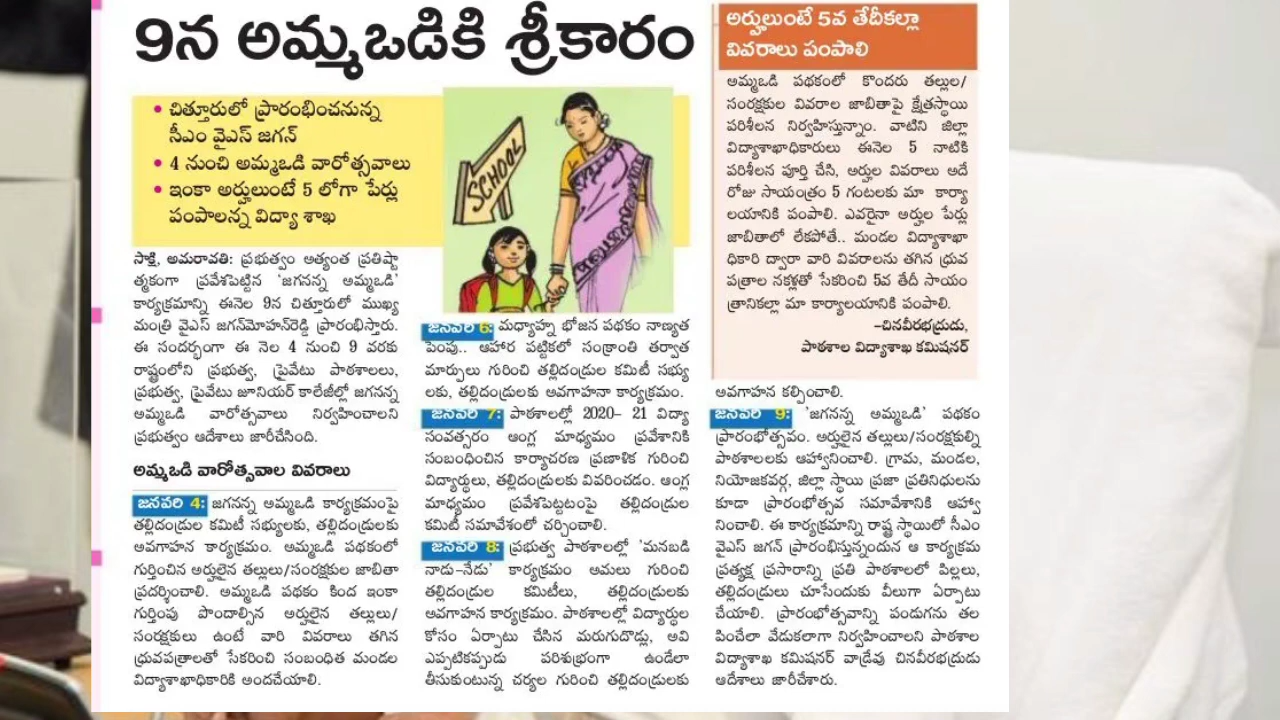 9న అమ్మఒడికి శ్రీకారం
• చిత్తూరులో ప్రారంభించనున్న
సీఎం వైఎస్ జగన్
• 4 నుంచి అమ్మఒడి వారోత్సవాలు
• ఇంకా అర్హులుంటే 5 లోగా పేర్లు
పంపాలన్న విద్యా శాఖ
SCHOOL
సాక్షి, అమరావతి: ప్రభుత్వం అత్యంత ప్రతిష్ఠా
త్మకంగా ప్రవేశపెట్టిన 'జగనన్న అమ్మఒడి'
కార్యక్రమాన్ని ఈనెల 9న చిత్తూరులో ముఖ్య
మంత్రి వైఎస్ జగన్‌మోహన్‌రెడ్డి ప్రారంభిస్తారు.
ఈ సందర్భంగా ఈ నెల 4 నుంచి 9 వరకు
రాష్ట్రంలోని ప్రభుత్వ, ప్రైవేటు పాఠశాలలు,
ప్రభుత్వ, ప్రైవేటు జూనియర్ కాలేజీల్లో జగనన్న
అమ్మఒడి వారోత్సవాలు నిర్వహించాలని
ప్రభుత్వం ఆదేశాలు జారీచేసింది.
అమ్మఒడి వారోత్సవాల వివరాలు
జనవరి 4: జగనన్న అమ్మఒడి కార్యక్రమంపై
తల్లిదండ్రుల కమిటీ సభ్యులకు, తల్లిదండ్రులకు
అవగాహన కార్యక్రమం. అమ్మఒడి పథకంలో
గుర్తించిన అర్హులైన తల్లులు/సంరక్షకుల జాబితా
ప్రదర్శించాలి. అమ్మఒడి పథకం కింద ఇంకా
గుర్తింపు పొందాల్సిన అర్హులైన తల్లులు/
సంరక్షకులు ఉంటే వారి వివరాలు తగిన
ధ్రువపత్రాలతో సేకరించి సంబంధిత మండల
విద్యాశాఖాధికారికి అందచేయాలి.
జనవరి 6: మధ్యాహ్న భోజన పథకం నాణ్యత
పెంపు.. ఆహార పట్టికలో సంక్రాంతి తర్వాత
మార్పులు గురించి తల్లిదండ్రుల కమిటీ సభ్యు
లకు, తల్లిదండ్రులకు అవగాహనా కార్యక్రమం.
జనవరి 7: పాఠశాలల్లో 2020– 21 విద్యా
సంవత్సరం ఆంగ్ల మాధ్యమం ప్రవేశానికి
సంబంధించిన కార్యాచరణ ప్రణాళిక గురించి
విద్యార్థులు, తల్లిదండ్రులకు వివరించడం. ఆంగ్ల
మాధ్యమం ప్రవేశపెట్టటంపై తల్లిదండ్రుల
కమిటీ సమావేశంలో చర్చించాలి.
జనవరి 8: ప్రభుత్వ పాఠశాలల్లో 'మనబడి
నాడు–నేడు' కార్యక్రమం అమలు గురించి
తల్లిదండ్రుల కమిటీలు, తల్లిదండ్రులకు
అవగాహన కార్యక్రమం. పాఠశాలల్లో విద్యార్థుల
కోసం ఏర్పాటు చేసిన మరుగుదొడ్లు, అవి
ఎప్పటికప్పుడు పరిశుభ్రంగా ఉండేలా
తీసుకుంటున్న చర్యల గురించి తల్లిదండ్రులకు
అర్హులుంటే 5వ తేదీకల్లా
వివరాలు పంపాలి
అమ్మఒడి పథకంలో కొందరు తల్లుల/
సంరక్షకుల వివరాల జాబితాపై క్షేత్రస్థాయి
పరిశీలన నిర్వహిస్తున్నాం. వాటిని జిల్లా
విద్యాశాఖాధికారులు ఈనెల 5 నాటికి
పరిశీలన పూర్తి చేసి, అర్హుల వివరాలు అదే
రోజు సాయంత్రం 5 గంటలకు మా కార్యా
లయానికి పంపాలి. ఎవరైనా అర్హుల పేర్లు
జాబితాలో లేకపోతే.. మండల విద్యాశాఖా
ధికారి ద్వారా వారి వివరాలను తగిన ధ్రువ
పత్రాల నకళ్లతో సేకరించి 5వ తేదీ సాయం
త్రానికల్లా మా కార్యాలయానికి పంపాలి.
–చినవీరభద్రుడు,
పాఠశాల విద్యాశాఖ కమిషనర్
అవగాహన కల్పించాలి.
జనవరి 9: 'జగనన్న అమ్మఒడి' పథకం
ప్రారంభోత్సవం. అర్హులైన తల్లులు/సంరక్షకుల్ని
పాఠశాలలకు ఆహ్వానించాలి. గ్రామ, మండల,
నియోజకవర్గ, జిల్లా స్థాయి ప్రజా ప్రతినిధులను
కూడా ప్రారంభోత్సవ సమావేశానికి ఆహ్వా
నించాలి. ఈ కార్యక్రమాన్ని రాష్ట్ర స్థాయిలో సీఎం
వైఎస్ జగన్ ప్రారంభిస్తున్నందున ఆ కార్యక్రమ
ప్రత్యక్ష ప్రసారాన్ని ప్రతి పాఠశాలలో పిల్లలు,
తల్లిదండ్రులు చూసేందుకు వీలుగా ఏర్పాటు
చేయాలి. ప్రారంభోత్సవాన్ని పండుగను తల
పించేలా వేడుకలాగా నిర్వహించాలని పాఠశాల
విద్యాశాఖ కమిషనర్ వాడ్రేవు చినవీరభద్రుడు
ఆదేశాలు జారీచేశారు.